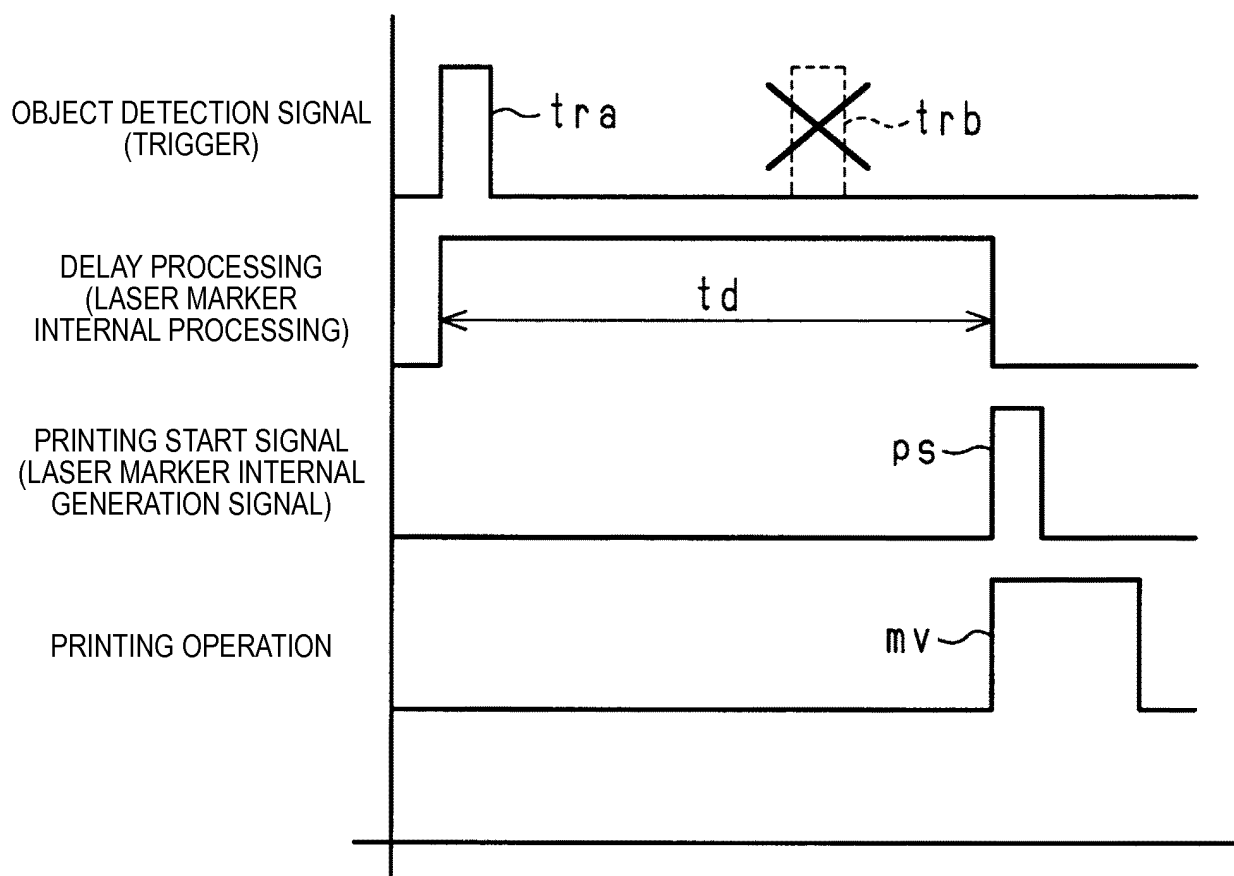 OBJECT DETECTION SIGNAL
(TRIGGER)
tra
trb
DELAY PROCESSING
(LASER MARKER
INTERNAL PROCESSING)
td
PRINTING START SIGNAL
(LASER MARKER INTERNAL
GENERATION SIGNAL)
ps
PRINTING OPERATION
mv